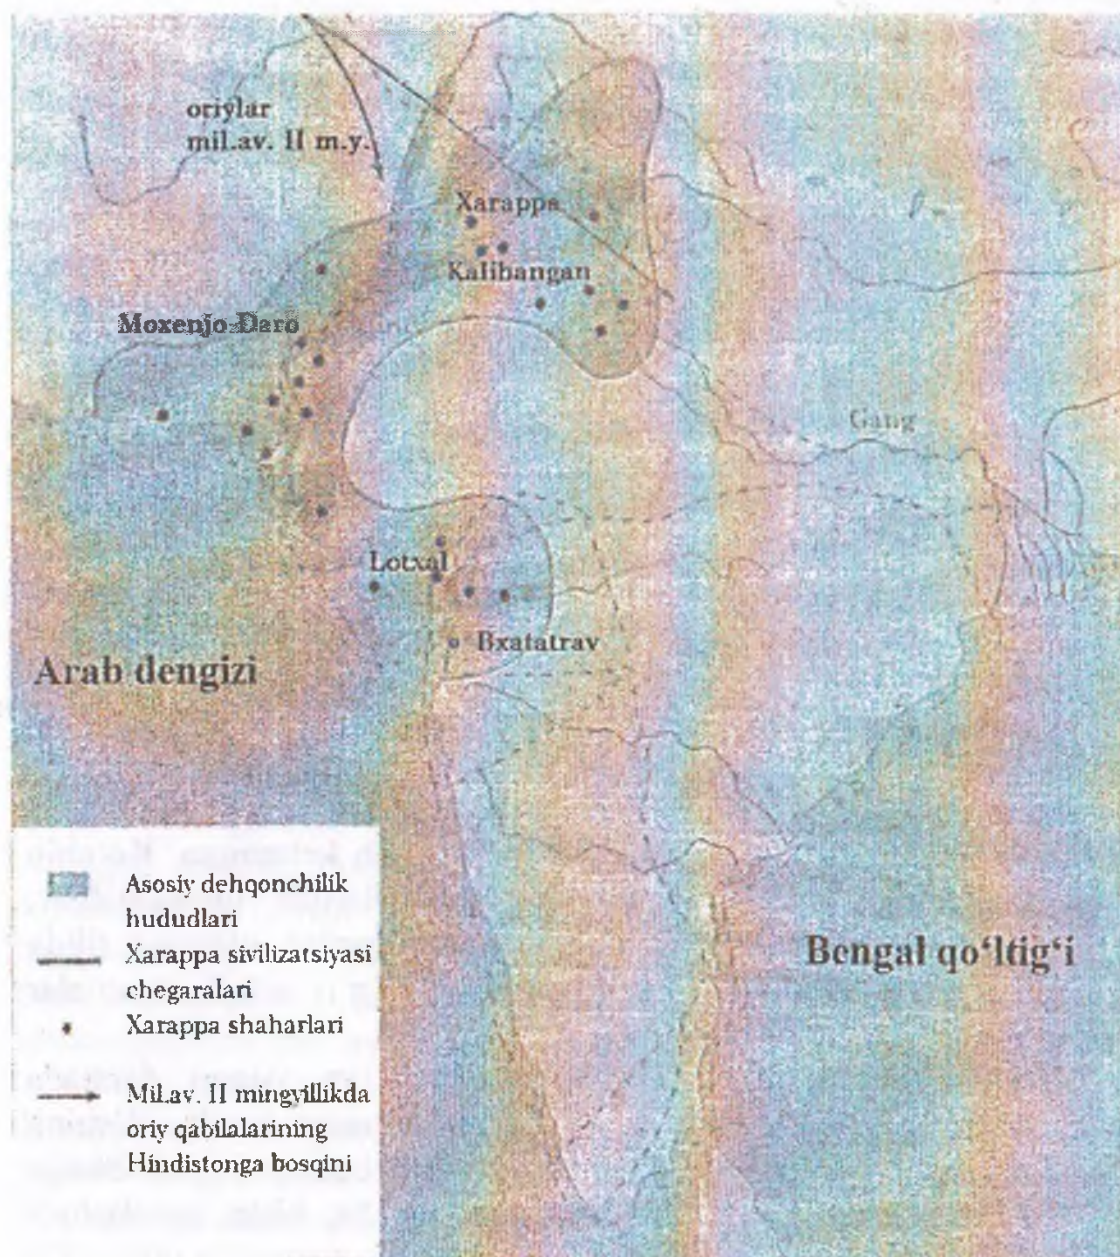 oriylar
mil.av. II m.y.
Xarappa
Kalibangan
Moxenjo-Daro
Gang
Lotxal
Bxatatrav
Arab dengizi
Bengal qo‘ltig‘i
Asosiy dehqonchilik
hududlari
Xarappa sivilizatsiyasi
chegaralari
Xarappa shaharlari
Mil.av. II mingyillikda
oriy qabilalarining
Hindistonga bosqini